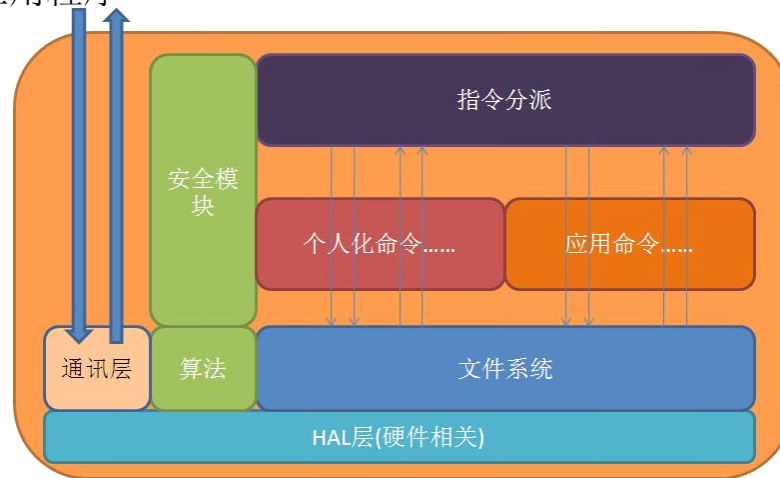 指令分派
安全模
块
个人化命令......
应用命令......
通讯层
算法
文件系统
HAL层(硬件相关)